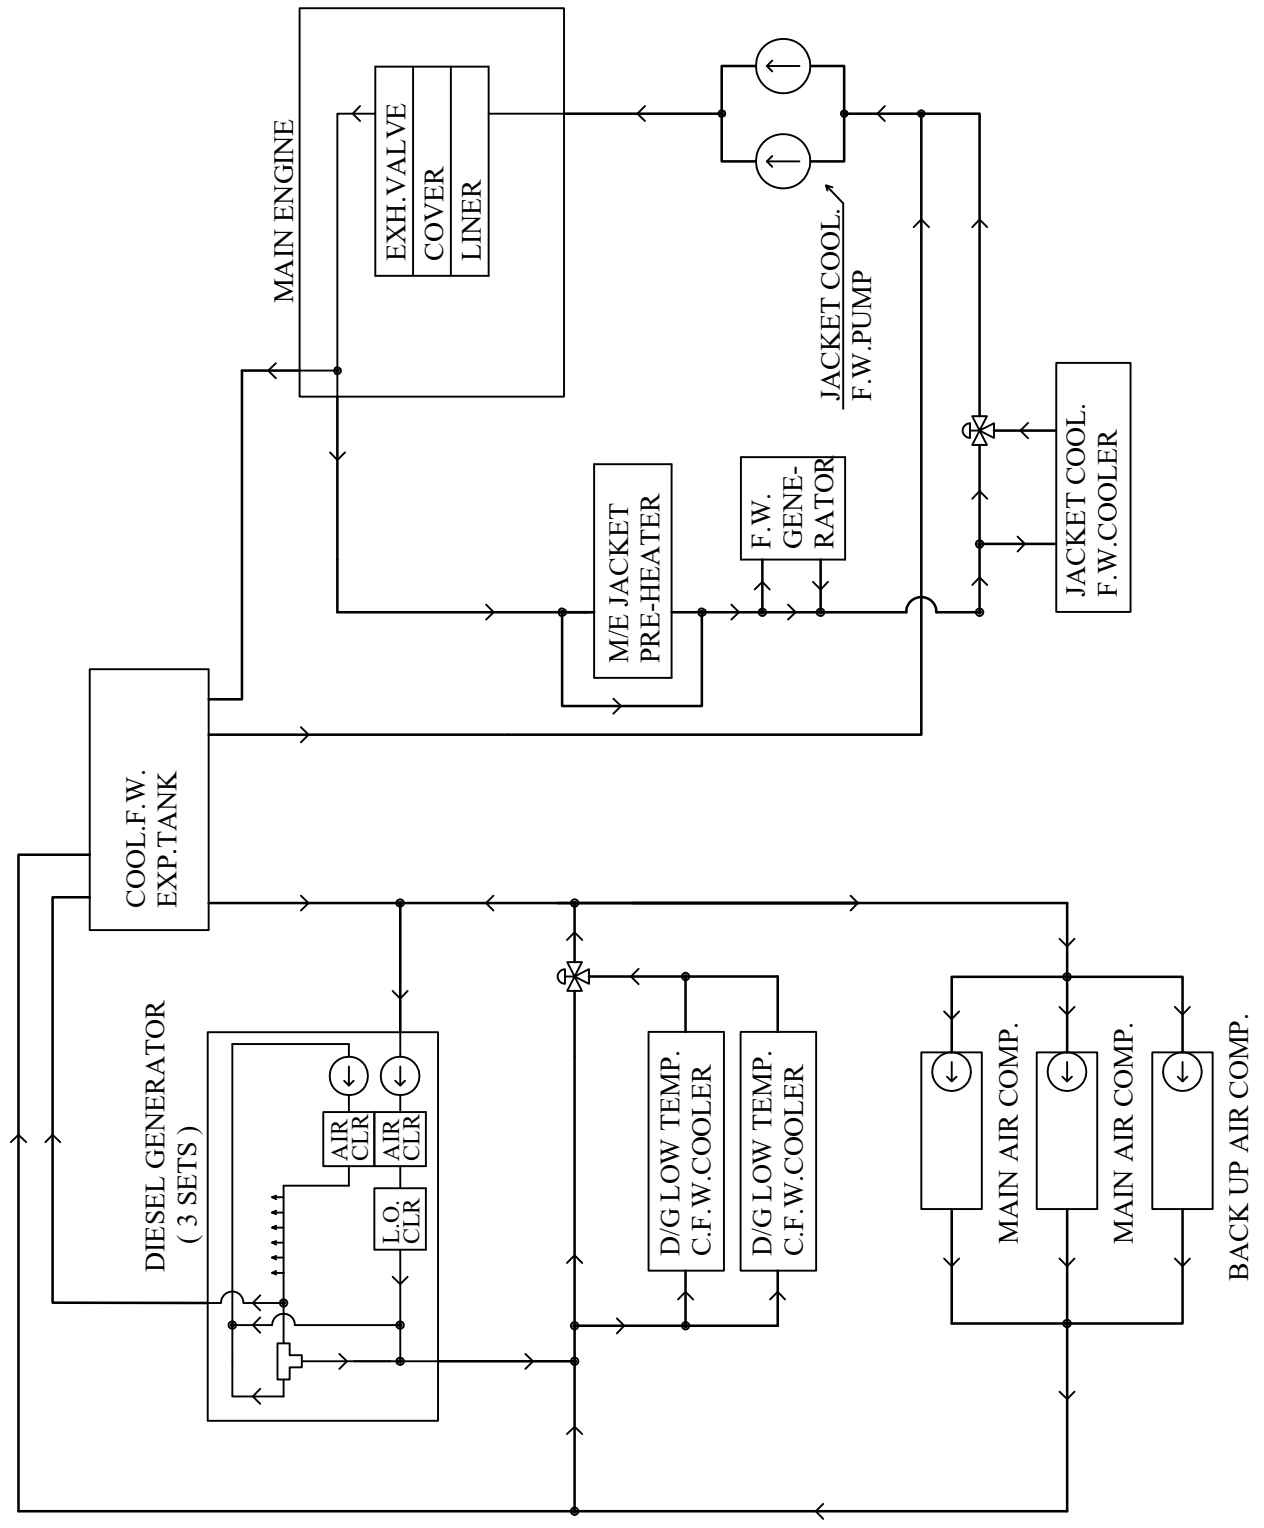 MAIN ENGINE
EXH.VALVE
COVER
LINER
JACKET COOL.
F.W.PUMP
M/E JACKET
PRE-HEATER
F.W.
GENE-
RATOR
JACKET COOL.
F.W.COOLER
COOL.F.W.
EXP.TANK
DIESEL GENERATOR
( 3 SETS )
AIR
CLR
AIR
CLR
L.O.
CLR
D/G LOW TEMP.
C.F.W.COOLER
D/G LOW TEMP.
C.F.W.COOLER
MAIN AIR COMP.
MAIN AIR COMP.
BACK UP AIR COMP.